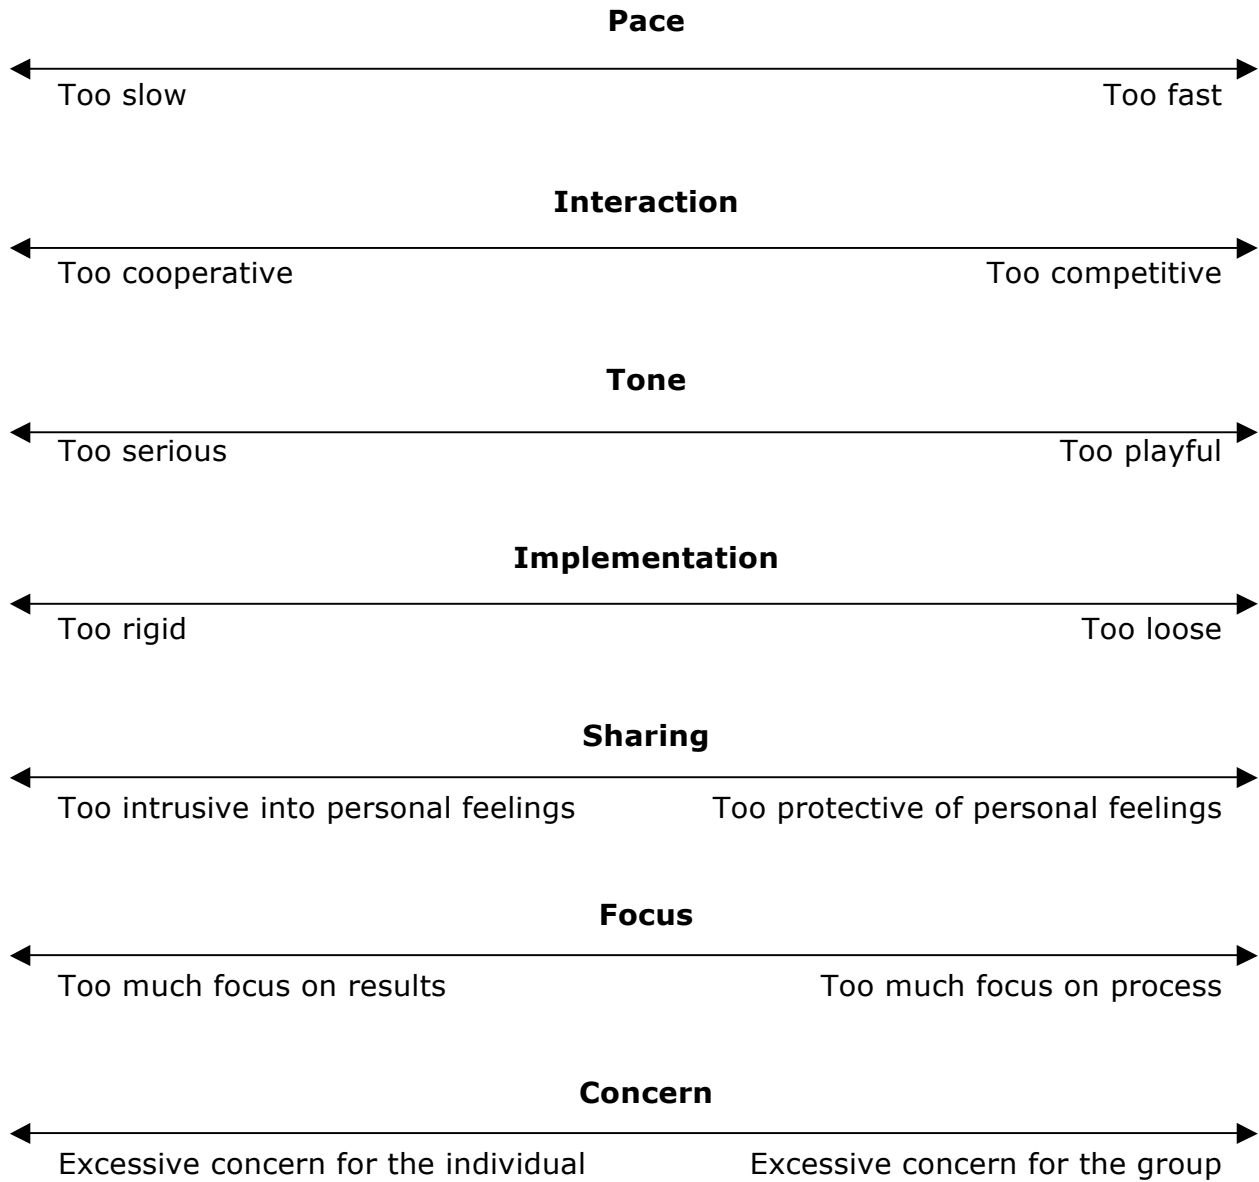 Pace
Too slow Too fast
Interaction
Too cooperative Too competitive
Tone
Too serious Too playful
Implementation
Too rigid Too loose
Sharing
Too intrusive into personal feelings Too protective of personal feelings
Focus
Too much focus on results Too much focus on process
Concern
Excessive concern for the individual Excessive concern for the group